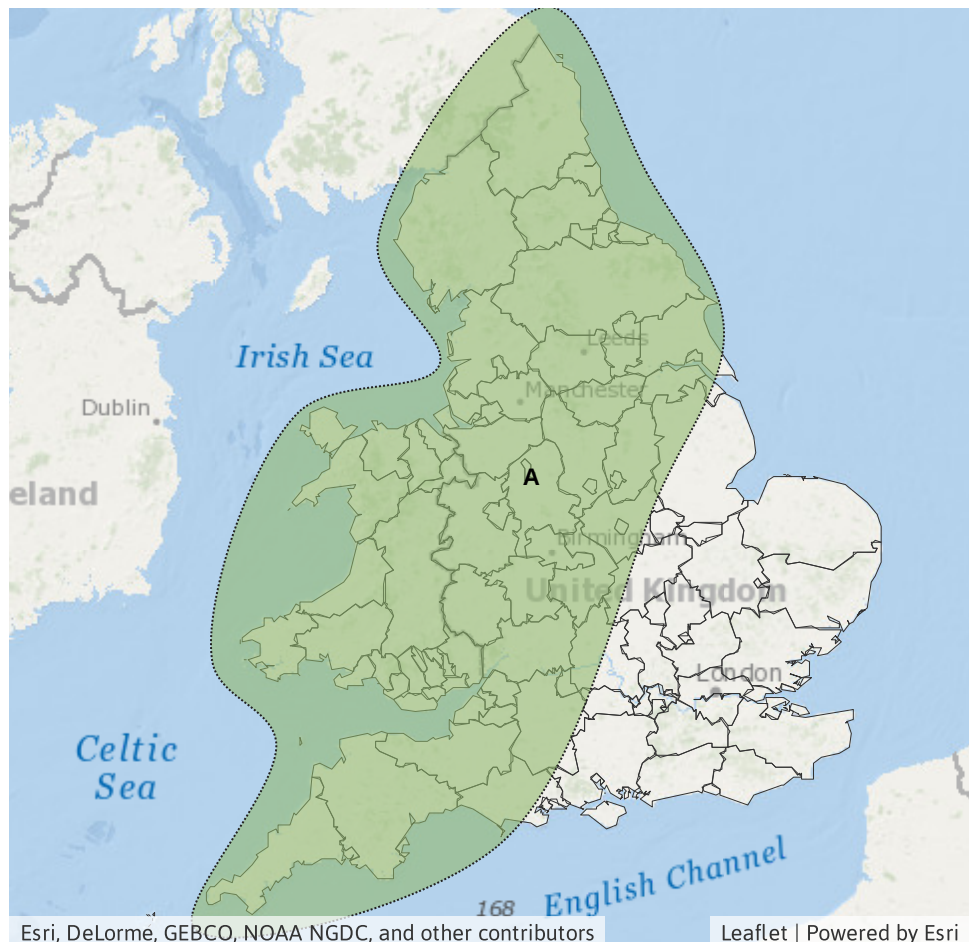 Leeds
Irish Sea
Manchester
Dublin
A
eland
Birmingham
United Kingdom
London
Celtic
Sea
English Channel
168
Esri, DeLorme, GEBCO, NOAA NGDC, and other contributors
Leaflet | Powered by Esri